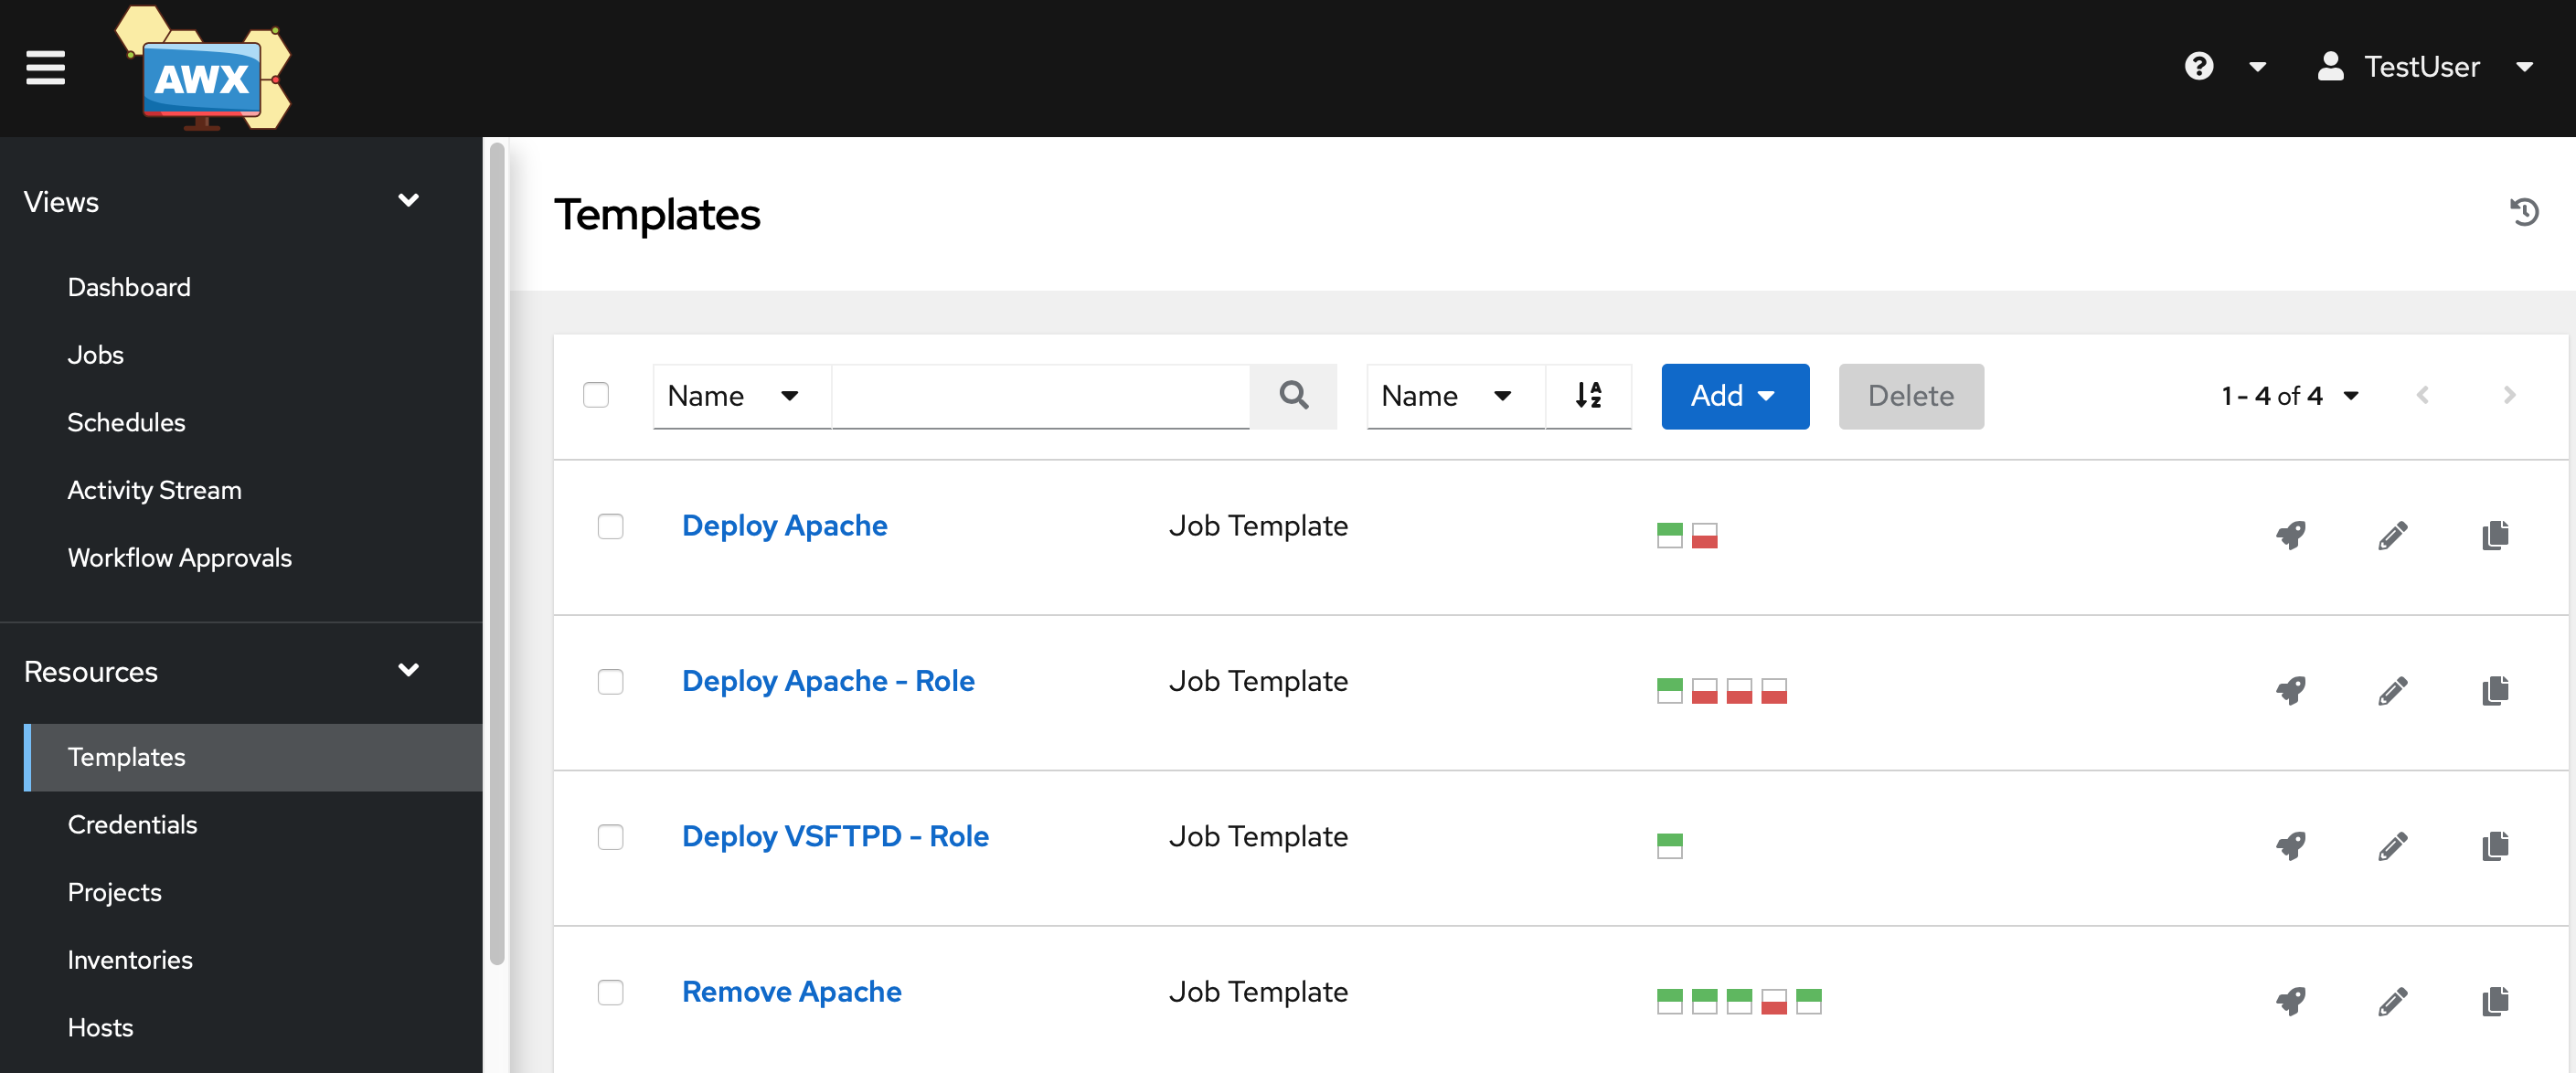 AWX
TestUser
Views
Dashboard
Jobs
Schedules
Activity Stream
Workflow Approvals
Resources
Templates
Credentials
Projects
Inventories
Hosts
Templates
Name Name Add Delete 1 - 4 of 4
Deploy Apache Job Template
Deploy Apache - Role Job Template
Deploy VSFTPD - Role Job Template
Remove Apache Job Template